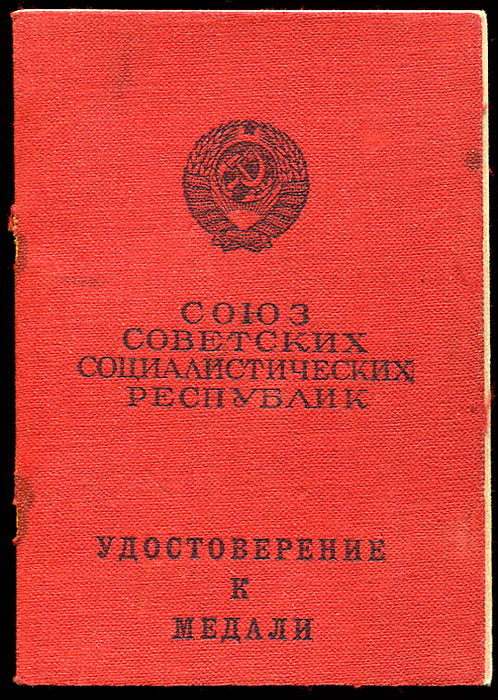 СОЮЗ
СОВЕТСКИХ
СОЦИАЛИСТИЧЕСКИХ
РЕСПУБЛИК
УДОСТОВЕРЕНИЕ
К
МЕДАЛИ